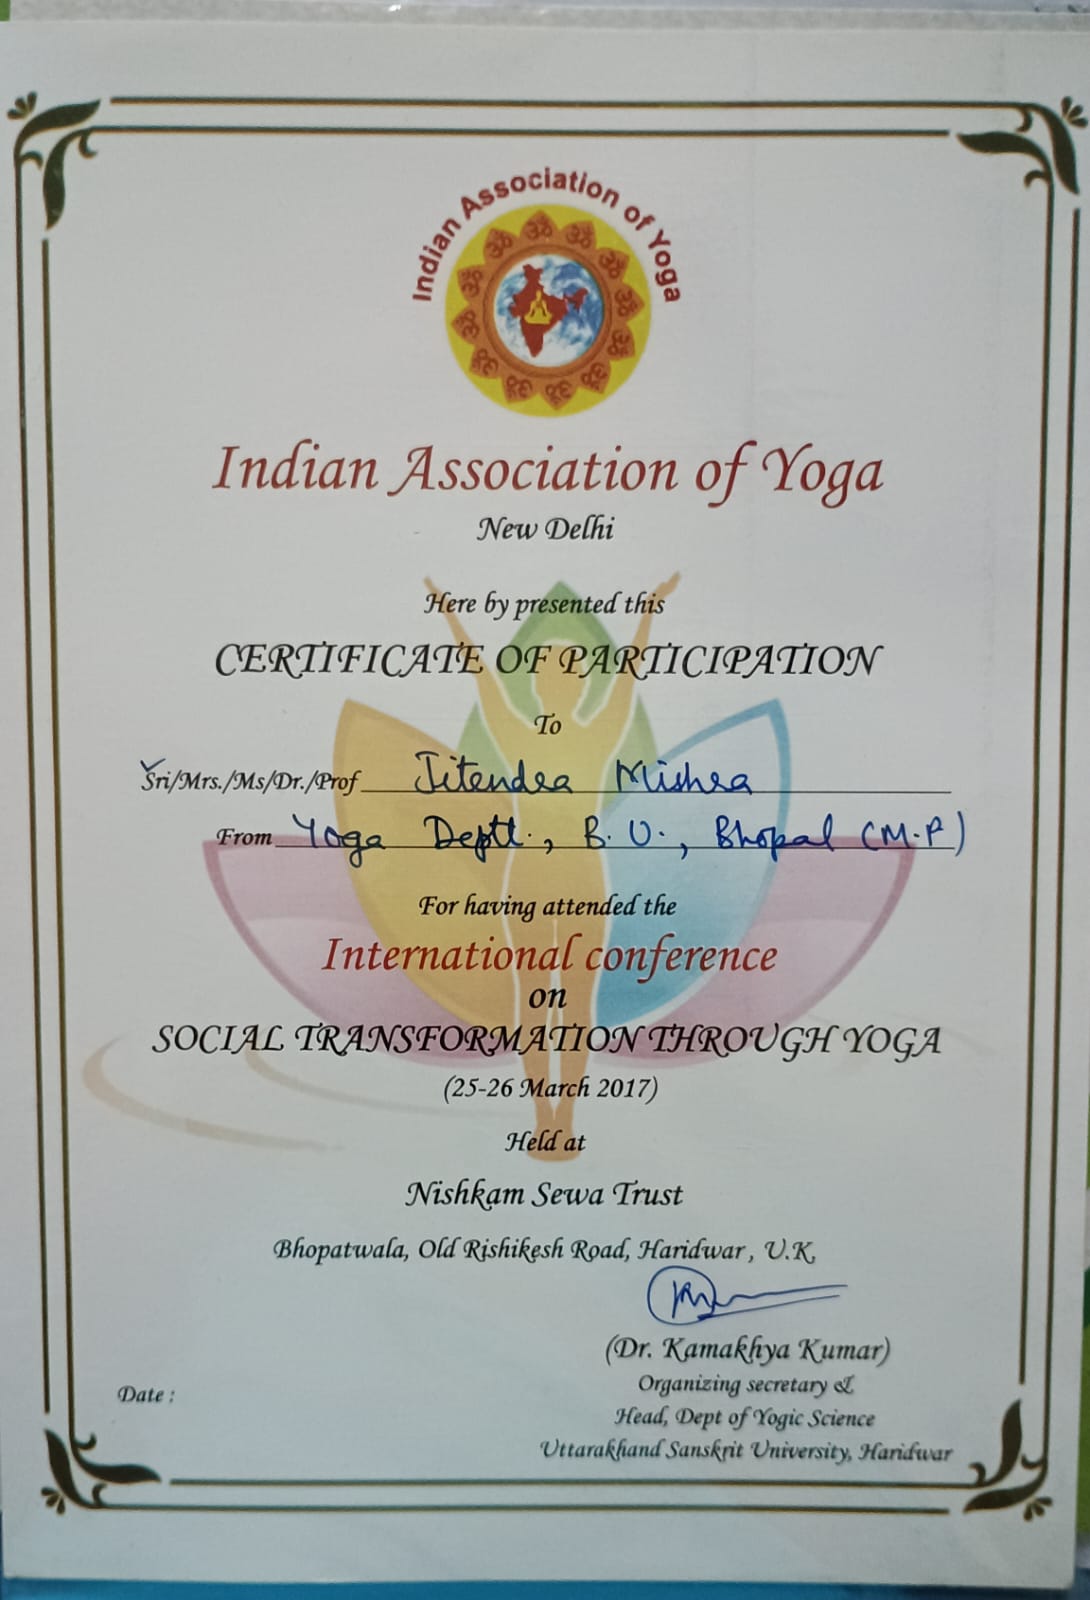 Indian Association of Yoga
Indian Association of Yoga
New Delhi
Here by presented this
CERTIFICATE OF PARTICIPATION
To
Sri/Mrs./Ms/Dr./Prof Jitendra Mishra
From Yoga Deptt., B.U., Bhopal (M.P)
For having attended the
International conference
on
SOCIAL TRANSFORMATION THROUGH YOGA
(25-26 March 2017)
Held at
Nishkam Sewa Trust
Bhopatwala, Old Rishikesh Road, Haridwar, U.K,
(Dr. Kamakhya Kumar)
Organizing secretary &
Head, Dept of Yogic Science
Uttarakhand Sanskrit University, Haridwar
Date :